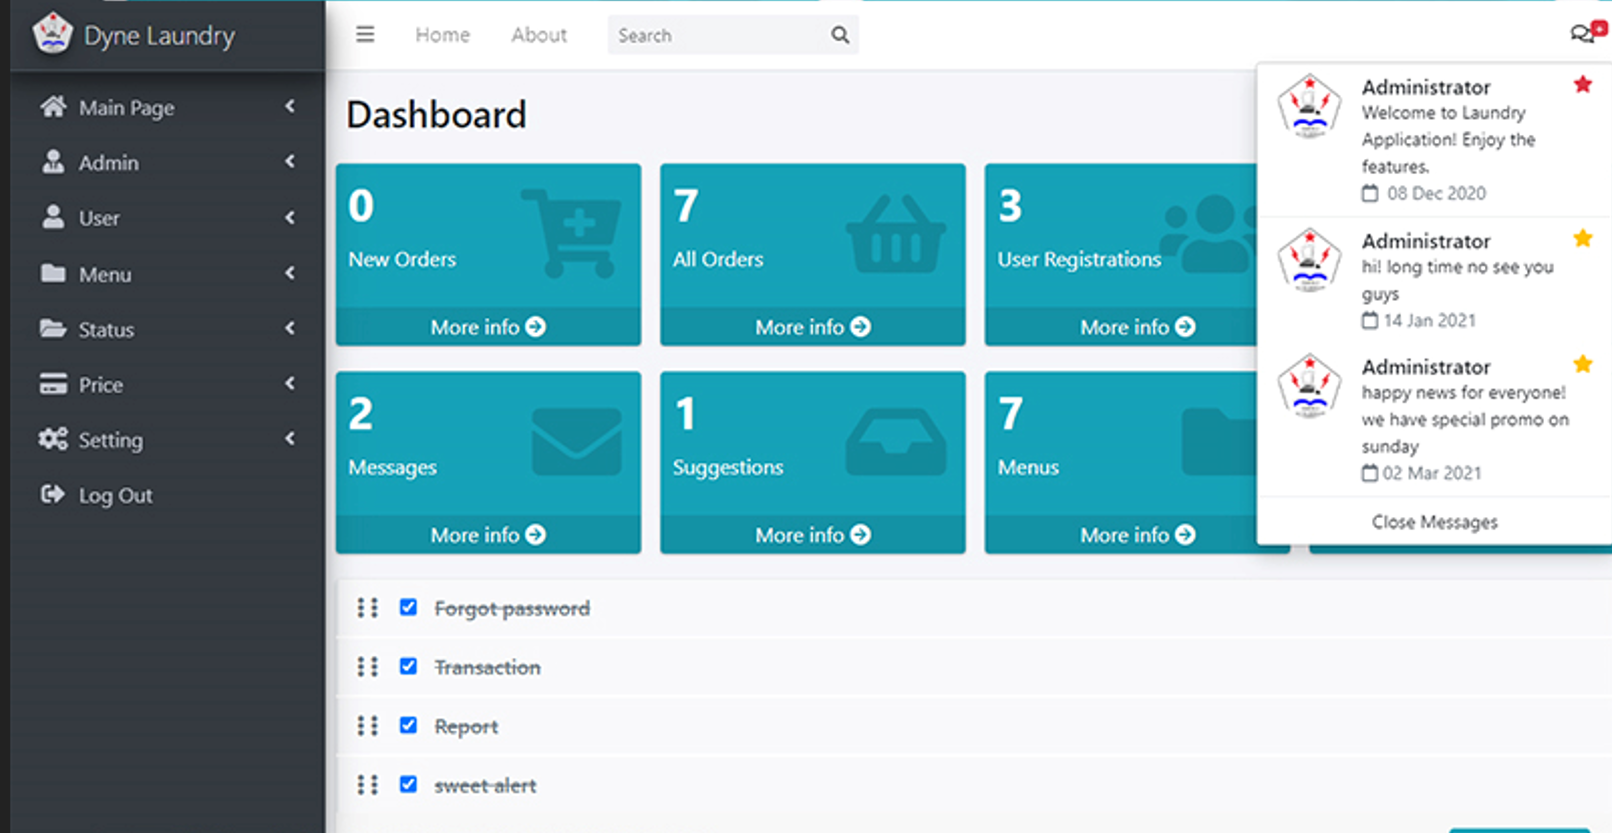 Dyne Laundry
Home
About
Search
Main Page
Admin
User
Menu
Status
Price
Setting
Log Out
Dashboard
0
New Orders
More info
7
All Orders
More info
3
User Registrations
More info
2
Messages
More info
1
Suggestions
More info
7
Menus
More info
Administrator
Welcome to Laundry
Application! Enjoy the
features.
08 Dec 2020
Administrator
hi! long time no see you
guys
14 Jan 2021
Administrator
happy news for everyone!
we have special promo on
sunday
02 Mar 2021
Close Messages
Forgot password
Transaction
Report
sweet alert